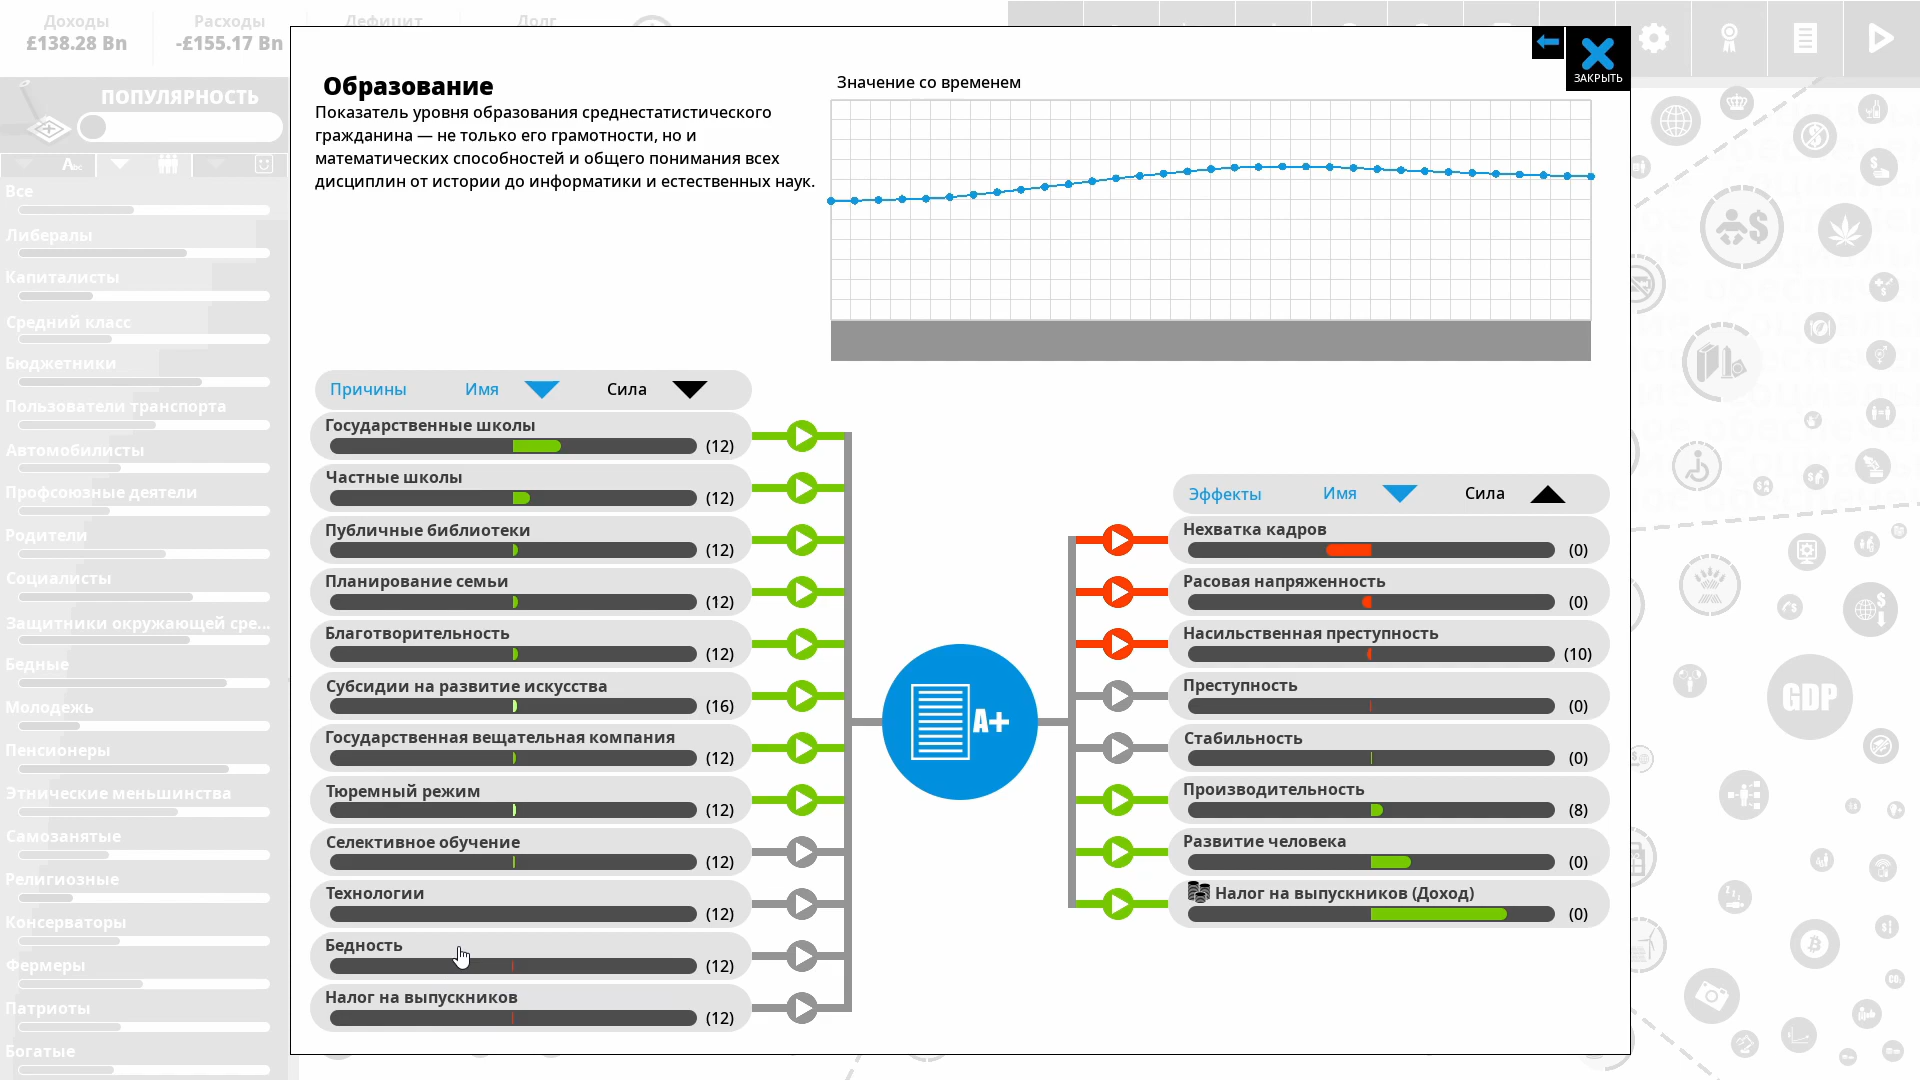 Доходы
£138.28 Bn
Расходы
-£155.17 Bn
Дефицит
Долг
ПОПУЛЯРНОСТЬ
Все
Либералы
Капиталисты
Средний класс
Бюджетники
Пользователи транспорта
Автомобилисты
Профсоюзные деятели
Родители
Социалисты
Защитники окружающей сре...
Бедные
Молодежь
Пенсионеры
Этнические меньшинства
Самозанятые
Религиозные
Консерваторы
Фермеры
Патриоты
Богатые
Образование
Показатель уровня образования среднестатистического
гражданина — не только его грамотности, но и
математических способностей и общего понимания всех
дисциплин от истории до информатики и естественных наук.
Значение со временем
ЗАКРЫТЬ
Причины Имя Сила
Государственные школы
(12)
Частные школы
(12)
Публичные библиотеки
(12)
Планирование семьи
(12)
Благотворительность
(12)
Субсидии на развитие искусства
(16)
Государственная вещательная компания
(12)
Тюремный режим
(12)
Селективное обучение
(12)
Технологии
(12)
Бедность
(12)
Налог на выпускников
(12)
A+
Эффекты Имя Сила
Нехватка кадров
(0)
Расовая напряженность
(0)
Насильственная преступность
(10)
Преступность
(0)
Стабильность
(0)
Производительность
(8)
Развитие человека
(0)
Налог на выпускников (Доход)
(0)
GDP